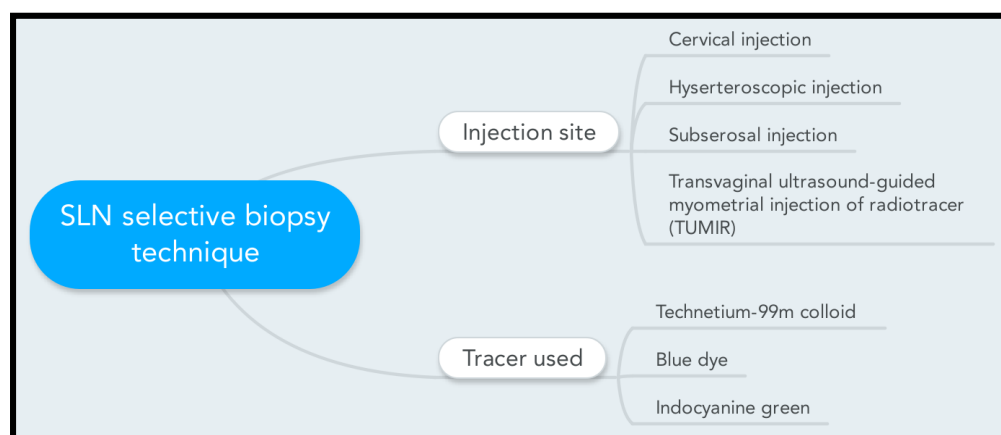 SLN selective biopsy
technique
Injection site
Cervical injection
Hyserteroscopic injection
Subserosal injection
Transvaginal ultrasound-guided
myometrial injection of radiotracer
(TUMIR)
Tracer used
Technetium-99m colloid
Blue dye
Indocyanine green